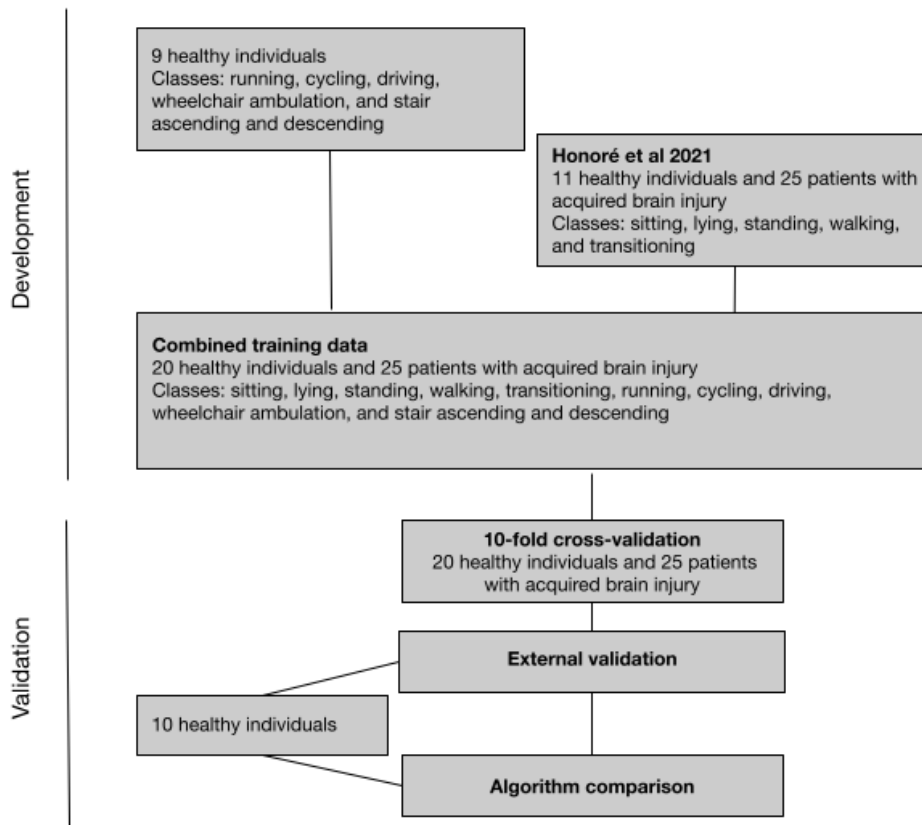 Development
9 healthy individuals
Classes: running, cycling, driving,
wheelchair ambulation, and stair
ascending and descending
Honoré et al 2021
11 healthy individuals and 25 patients with
acquired brain injury
Classes: sitting, lying, standing, walking,
and transitioning
Combined training data
20 healthy individuals and 25 patients with acquired brain injury
Classes: sitting, lying, standing, walking, transitioning, running, cycling, driving,
wheelchair ambulation, and stair ascending and descending
Validation
10-fold cross-validation
20 healthy individuals and 25 patients
with acquired brain injury
External validation
10 healthy individuals
Algorithm comparison